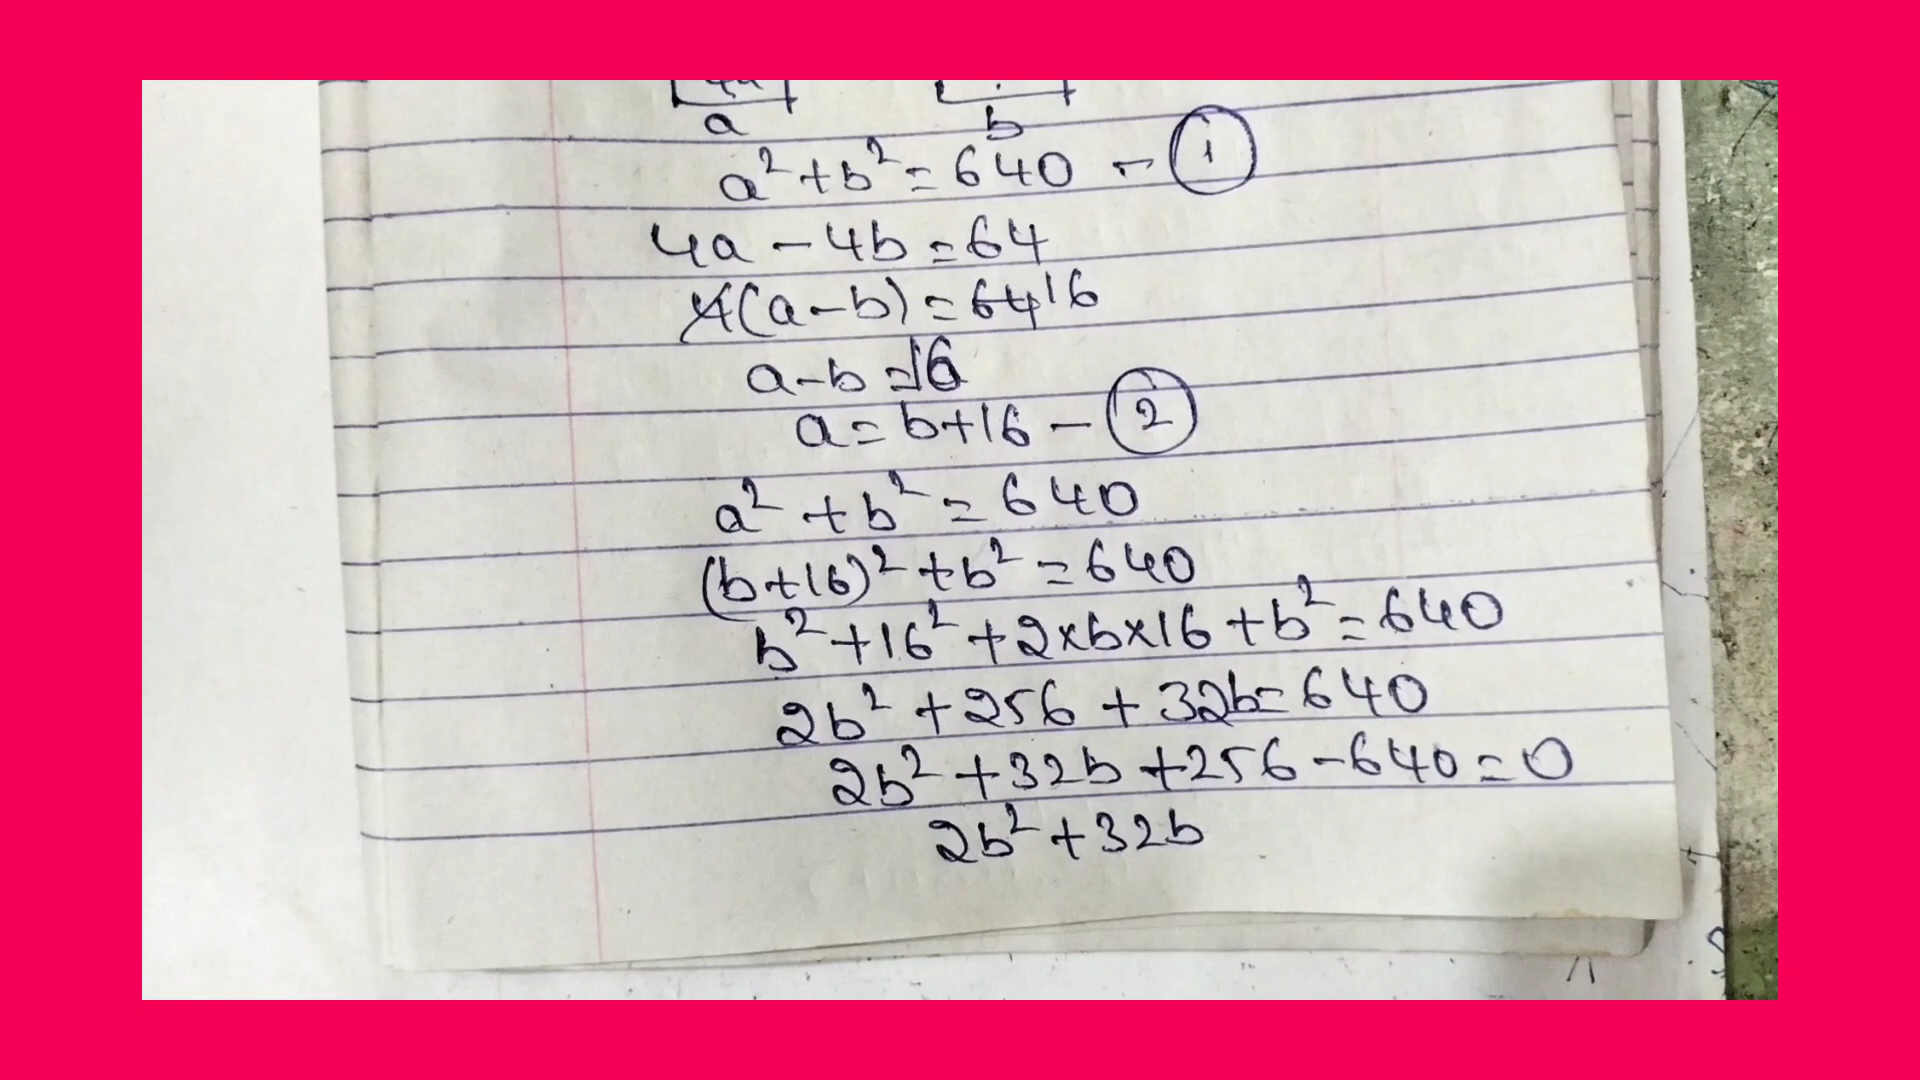 a b
a² + b² = 640 - ①
4a - 4b = 64
4(a-b) = 64 16
a-b = 16
a = b+16 - ②
a² + b² = 640
(b+16)² + b² = 640
b² + 16² + 2×b×16 + b² = 640
2b² + 256 + 32b = 640
2b² + 32b + 256 - 640 = 0
2b² + 32b